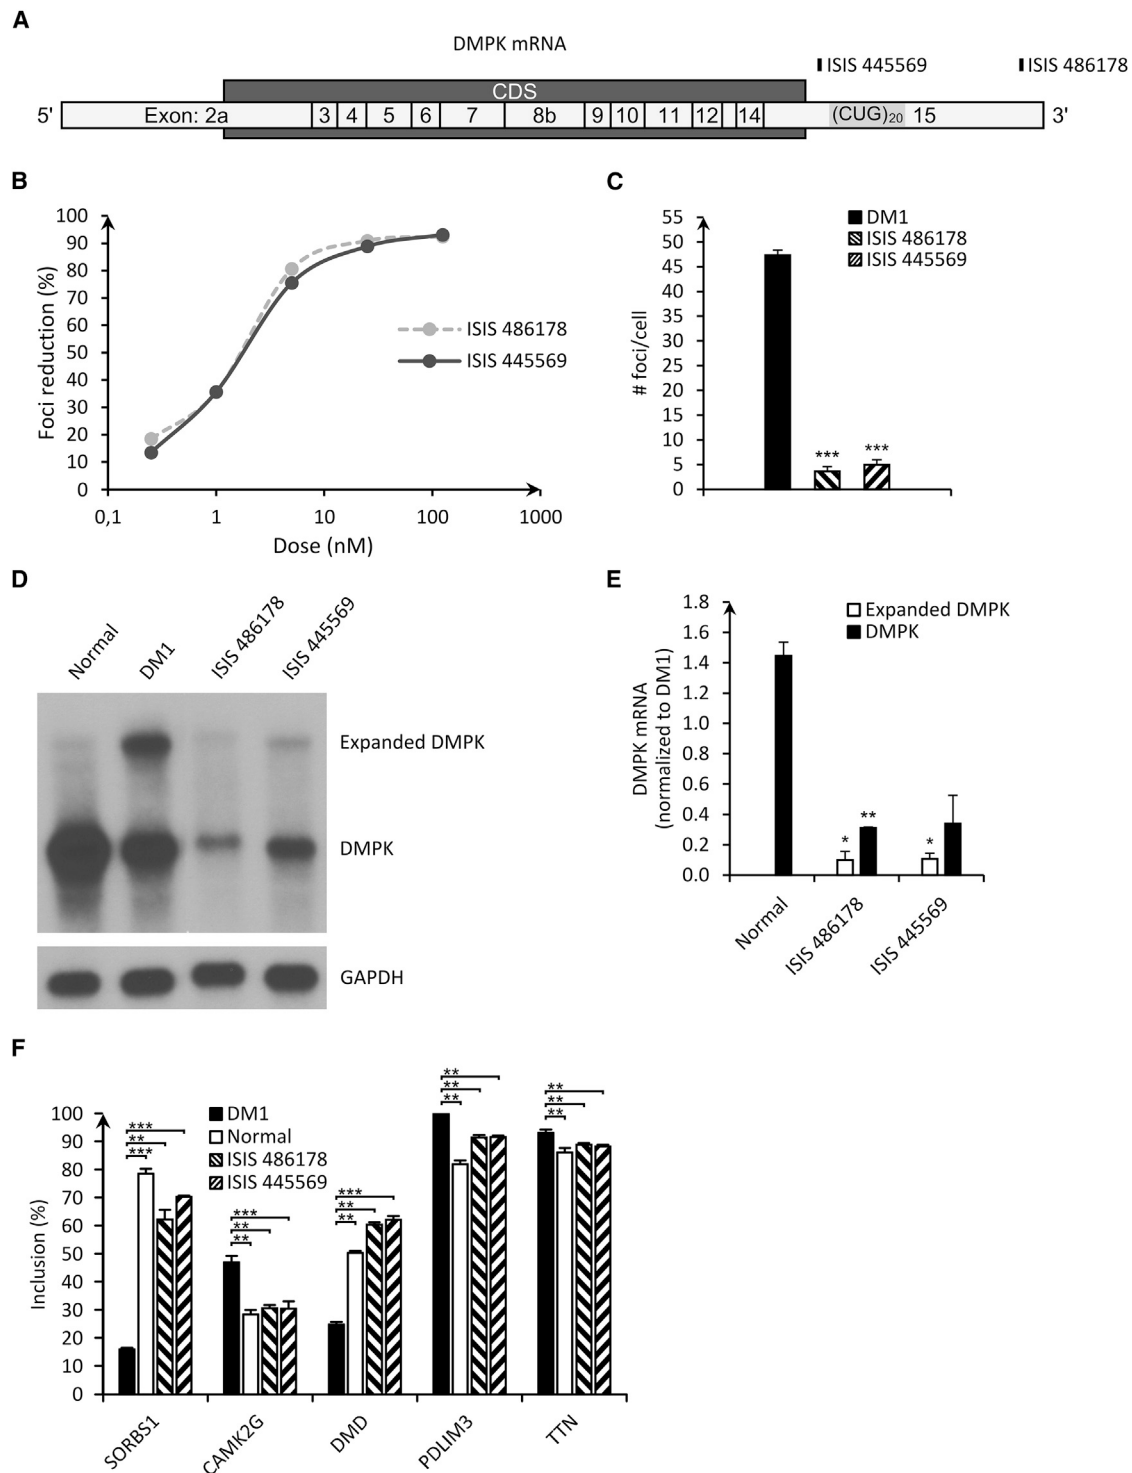 A
DMPK mRNA
ISIS 445569 ISIS 486178
CDS
5' Exon: 2a 3 4 5 6 7 8b 9 10 11 12 14 (CUG)20 15 3'
B
100
90
80
70
60
50
40
30
20
10
0
Foci reduction (%)
ISIS 486178
ISIS 445569
0,1 1 10 100 1000
Dose (nM)
C
55
50
45
40
35
30
25
20
15
10
5
0
# foci/cell
DM1
ISIS 486178
ISIS 445569
*** ***
D
Normal DM1 ISIS 486178 ISIS 445569
Expanded DMPK
DMPK
GAPDH
E
1.8
1.6
1.4
1.2
1.0
0.8
0.6
0.4
0.2
0.0
DMPK mRNA
(normalized to DM1)
Expanded DMPK
DMPK
* ** *
Normal ISIS 486178 ISIS 445569
F
100
90
80
70
60
50
40
30
20
10
0
Inclusion (%)
DM1
Normal
ISIS 486178
ISIS 445569
***
**
***
***
**
**
***
**
**
**
**
**
**
**
**
SORBS1 CAMK2G DMD PDLIM3 TTN